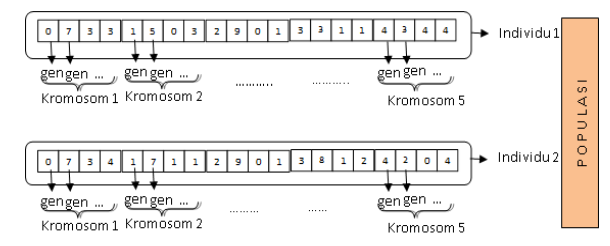 0 7 3 3 1 5 0 3 2 9 0 1 3 3 1 1 4 3 4 4
Individu 1
gen gen ... gen gen ... gen gen ...
Kromosom 1 Kromosom 2 ........... ........... Kromosom 5
0 7 3 4 1 7 1 1 2 9 0 1 3 8 1 2 4 2 0 4
Individu 2
gen gen ... gen gen ... gen gen ...
Kromosom 1 Kromosom 2 ......... ...... Kromosom 5
POPULASI